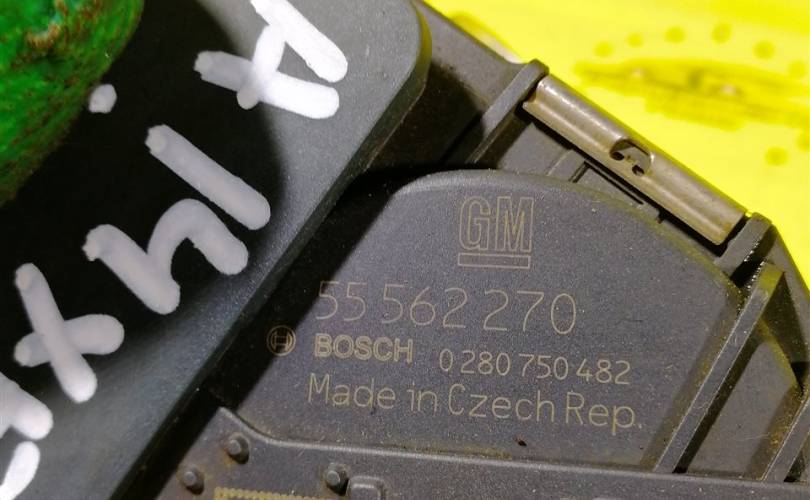 GM
55 562 270
BOSCH 0 280 750 482
Made in Czech Rep.